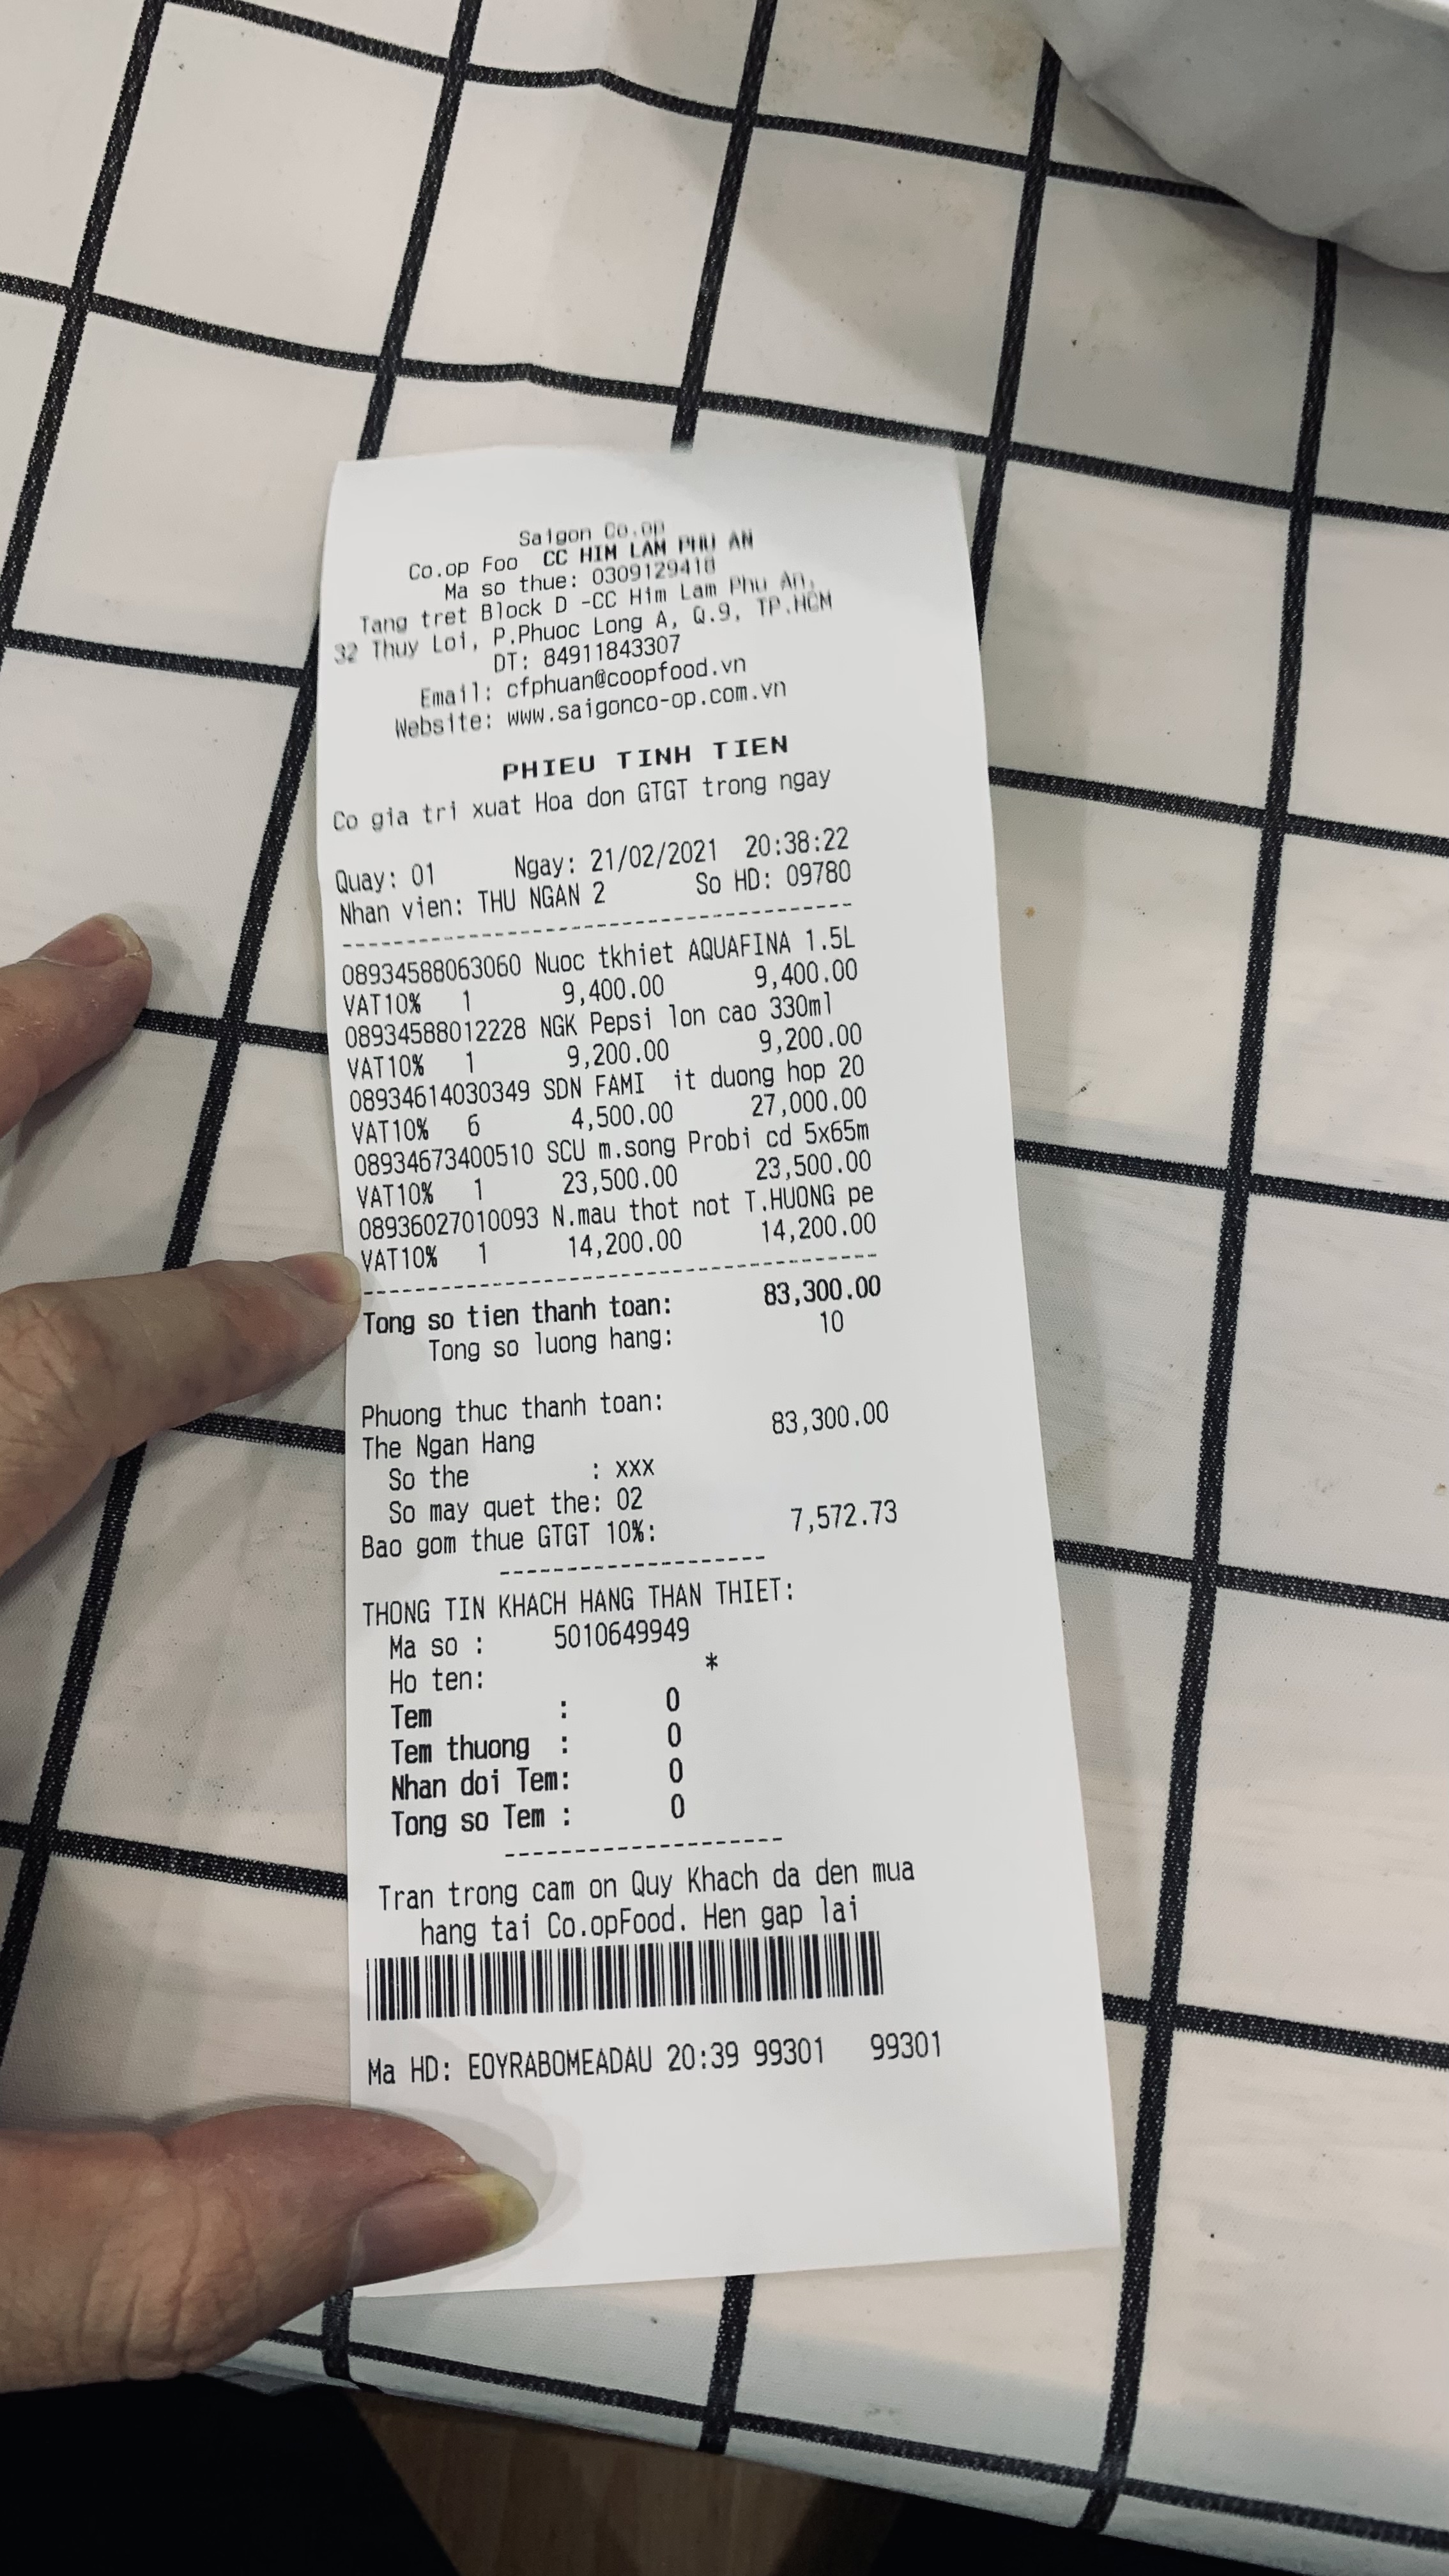 Saigon Co.op
Co.op Foo CC HIM LAM PHU AN
Ma so thue: 0309129418
Tang tret Block D -CC Him Lam Phu An,
32 Thuy Loi, P.Phuoc Long A, Q.9, TP.HCM
DT: 84911843307
Email: cfphuan@coopfood.vn
Website: www.saigonco-op.com.vn
PHIEU TINH TIEN
Co gia tri xuat Hoa don GTGT trong ngay
Quay: 01 Ngay: 21/02/2021 20:38:22
Nhan vien: THU NGAN 2 So HD: 09780
--------------------------------------
08934588063060 Nuoc tkhiet AQUAFINA 1.5L
VAT10% 1 9,400.00 9,400.00
08934588012228 NGK Pepsi lon cao 330ml
VAT10% 1 9,200.00 9,200.00
08934614030349 SDN FAMI it duong hop 20
VAT10% 6 4,500.00 27,000.00
08934673400510 SCU m.song Probi cd 5x65m
VAT10% 1 23,500.00 23,500.00
08936027010093 N.mau thot not T.HUONG pe
VAT10% 1 14,200.00 14,200.00
--------------------------------------
Tong so tien thanh toan: 83,300.00
Tong so luong hang: 10
Phuong thuc thanh toan:
The Ngan Hang 83,300.00
So the : xxx
So may quet the: 02
Bao gom thue GTGT 10%: 7,572.73
--------------------
THONG TIN KHACH HANG THAN THIET:
Ma so : 5010649949
Ho ten: *
Tem : 0
Tem thuong : 0
Nhan doi Tem: 0
Tong so Tem : 0
--------------------
Tran trong cam on Quy Khach da den mua
hang tai Co.opFood. Hen gap lai
Ma HD: EOYRABOMEADAU 20:39 99301 99301